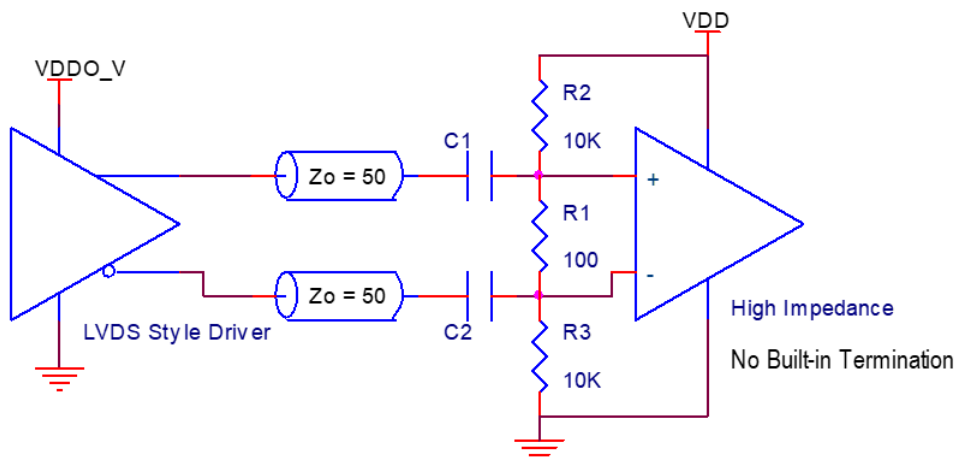 VDD
VDDO_V
R2
10K
C1
Zo = 50
+
R1
100
-
Zo = 50
C2
LVDS Style Driver
R3
10K
High Impedance
No Built-in Termination